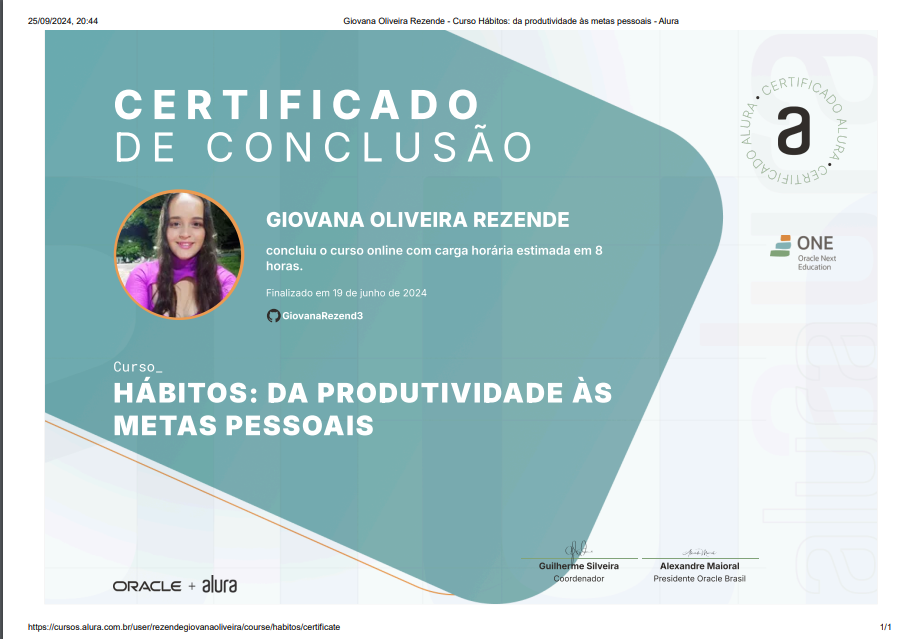 25/09/2024, 20:44
Giovana Oliveira Rezende - Curso Hábitos: da produtividade às metas pessoais - Alura
CERTIFICADO
DE CONCLUSÃO
CERTIFICADO ALURA • CERTIFICADO ALURA •
a
GIOVANA OLIVEIRA REZENDE
concluiu o curso online com carga horária estimada em 8
horas.
Finalizado em 19 de junho de 2024
GiovanaRezend3
ONE
Oracle Next
Education
Curso_
HÁBITOS: DA PRODUTIVIDADE ÀS
METAS PESSOAIS
alura
alura
Guilherme Silveira
Coordenador
Alexandre Maioral
Presidente Oracle Brasil
ORACLE + alura
https://cursos.alura.com.br/user/rezendegiovanaoliveira/course/habitos/certificate
1/1